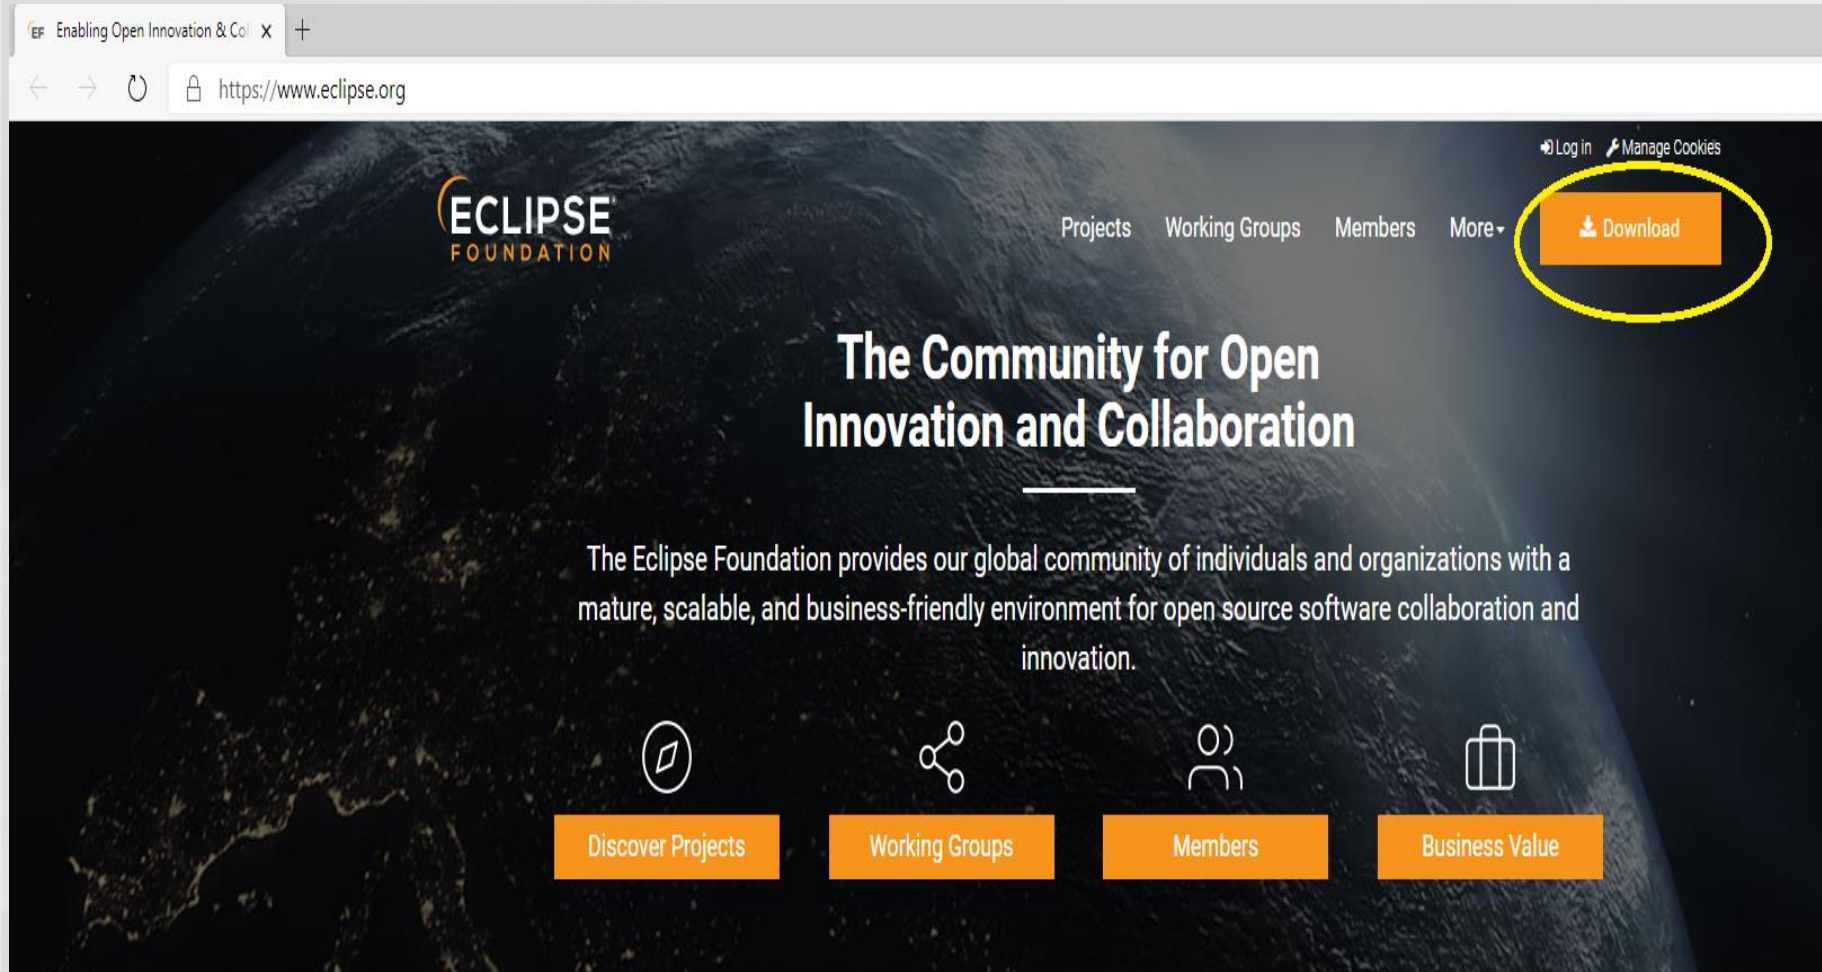 EF Enabling Open Innovation & Col
https://www.eclipse.org
Log in Manage Cookies
ECLIPSE
FOUNDATION
Projects Working Groups Members More Download
The Community for Open
Innovation and Collaboration
The Eclipse Foundation provides our global community of individuals and organizations with a
mature, scalable, and business-friendly environment for open source software collaboration and
innovation.
Discover Projects Working Groups Members Business Value